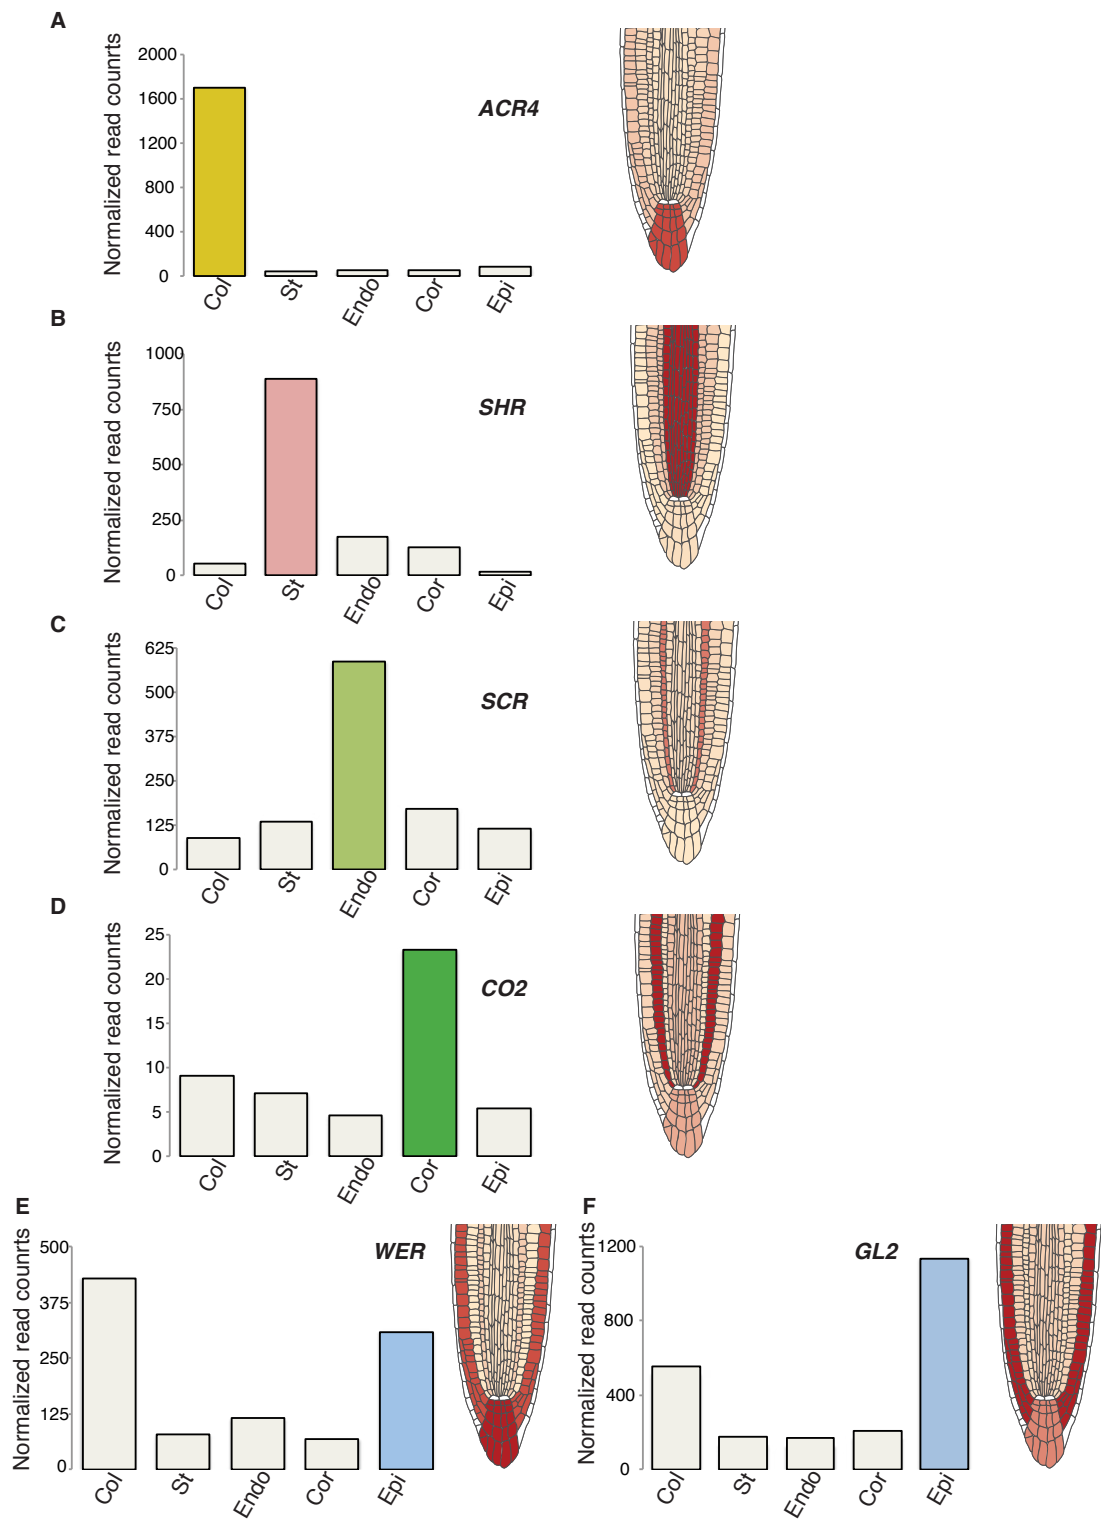 A
Normalized read counrts
2000
1600
1200
800
400
0
ACR4
Col
St
Endo
Cor
Epi
B
Normalized read counrts
1000
750
500
250
0
SHR
Col
St
Endo
Cor
Epi
C
Normalized read counrts
625
500
375
250
125
0
SCR
Col
St
Endo
Cor
Epi
D
Normalized read counrts
25
20
15
10
5
0
CO2
Col
St
Endo
Cor
Epi
E
Normalized read counrts
500
375
250
125
0
WER
Col
St
Endo
Cor
Epi
F
Normalized read counrts
1200
800
400
0
GL2
Col
St
Endo
Cor
Epi